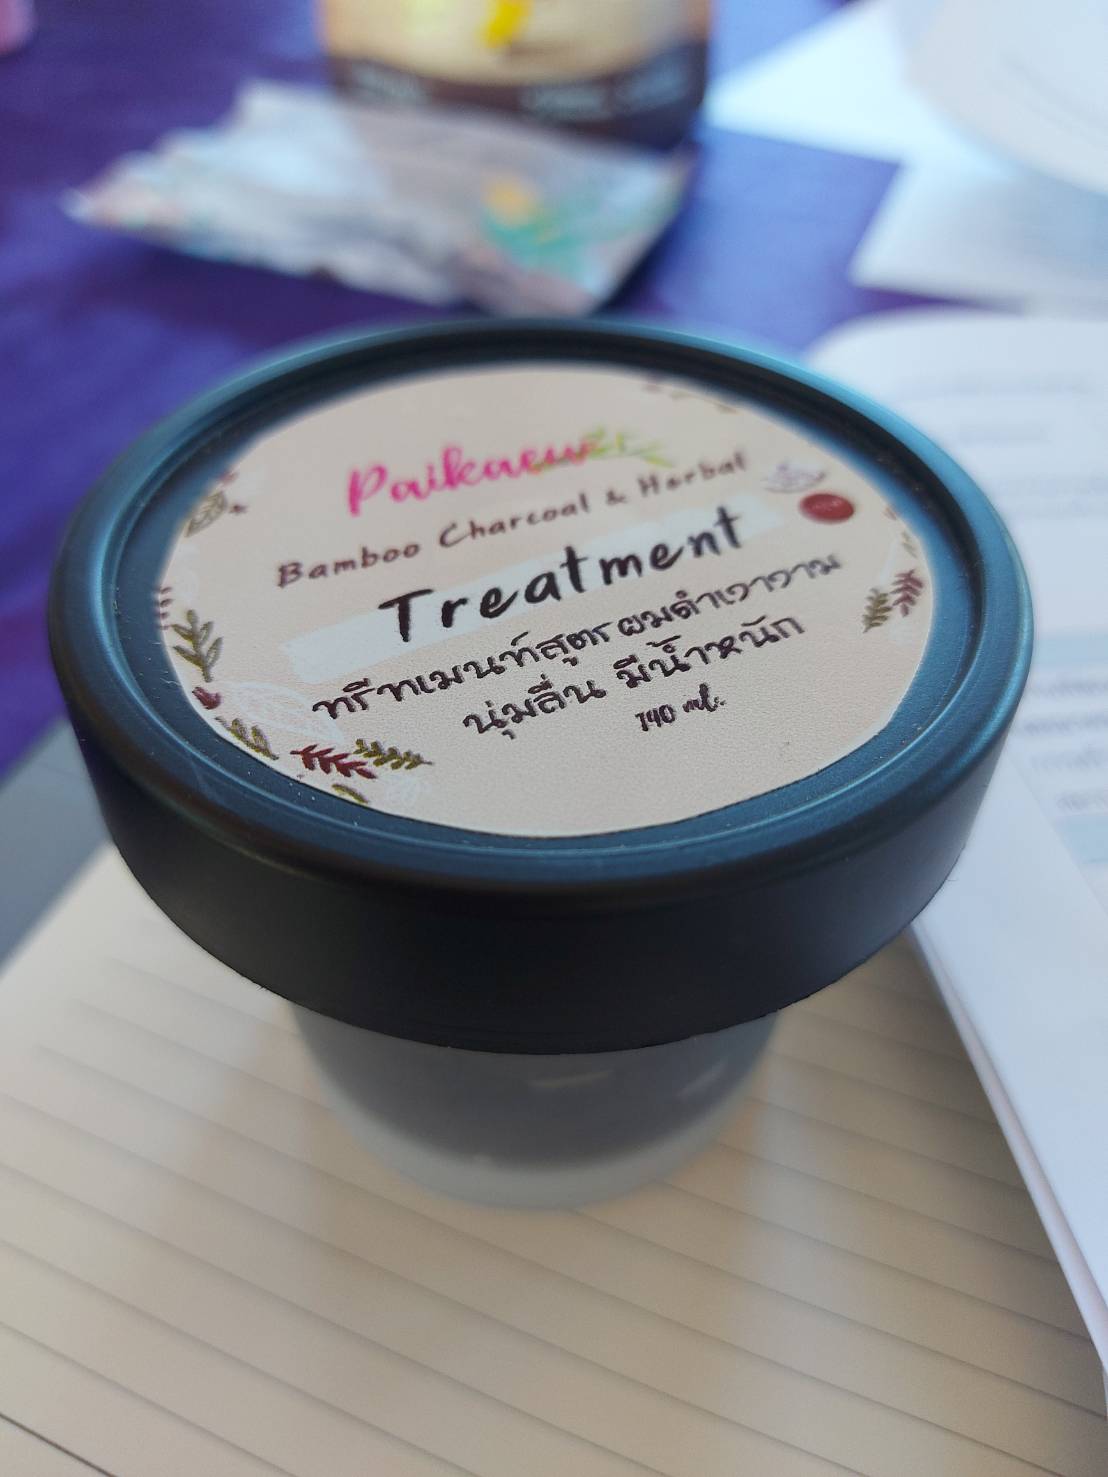 Paikaew
Bamboo Charcoal & Herbal
Treatment
ทรีทเมนท์สูตรผมดำเงางาม
นุ่มลื่น มีน้ำหนัก
140 ml.